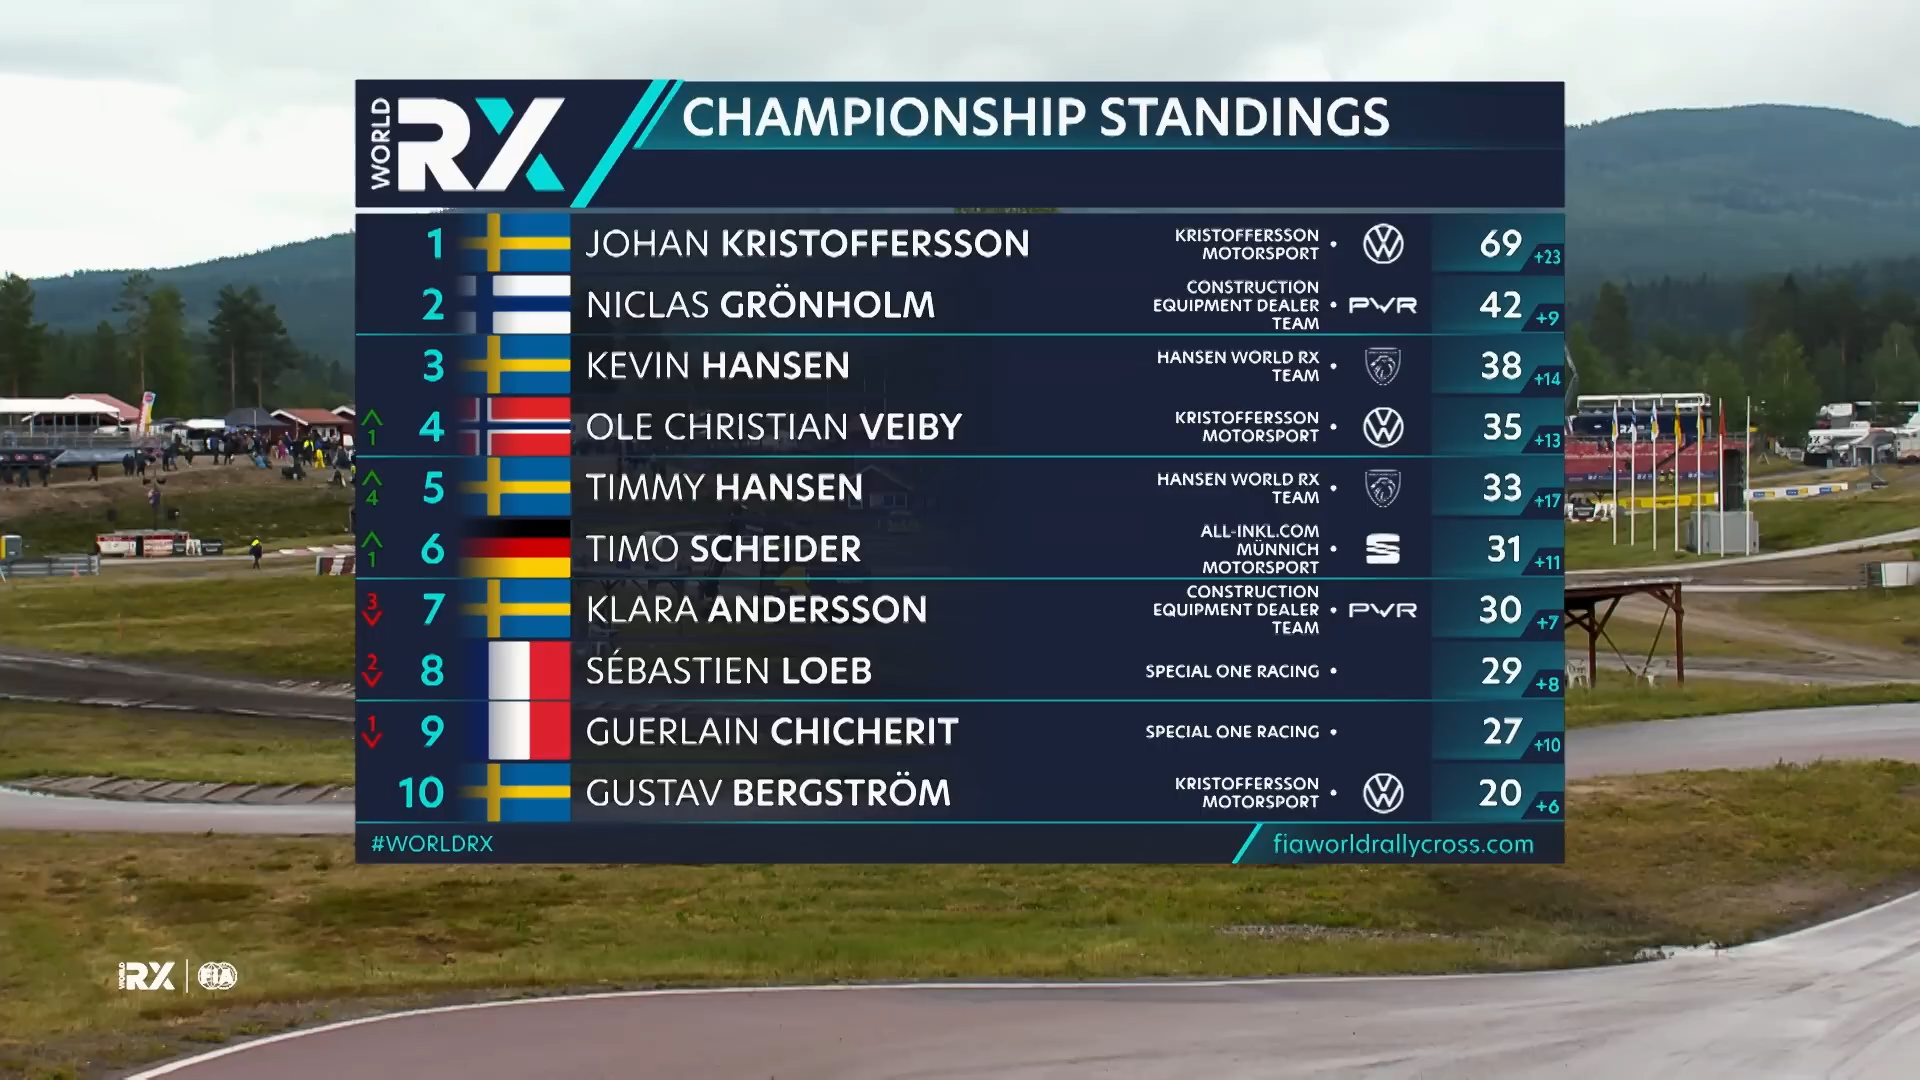 WORLD RX
CHAMPIONSHIP STANDINGS
1 JOHAN KRISTOFFERSSON KRISTOFFERSSON MOTORSPORT • 69 +23
2 NICLAS GRÖNHOLM CONSTRUCTION EQUIPMENT DEALER TEAM • PWR 42 +9
3 KEVIN HANSEN HANSEN WORLD RX TEAM • 38 +14
1 4 OLE CHRISTIAN VEIBY KRISTOFFERSSON MOTORSPORT • 35 +13
4 5 TIMMY HANSEN HANSEN WORLD RX TEAM • 33 +17
1 6 TIMO SCHEIDER ALL-INKL.COM MÜNNICH MOTORSPORT • 31 +11
3 7 KLARA ANDERSSON CONSTRUCTION EQUIPMENT DEALER TEAM • PWR 30 +7
2 8 SÉBASTIEN LOEB SPECIAL ONE RACING • 29 +8
1 9 GUERLAIN CHICHERIT SPECIAL ONE RACING • 27 +10
10 GUSTAV BERGSTRÖM KRISTOFFERSSON MOTORSPORT • 20 +6
#WORLDRX fiaworldrallycross.com
WORLD RX FIA